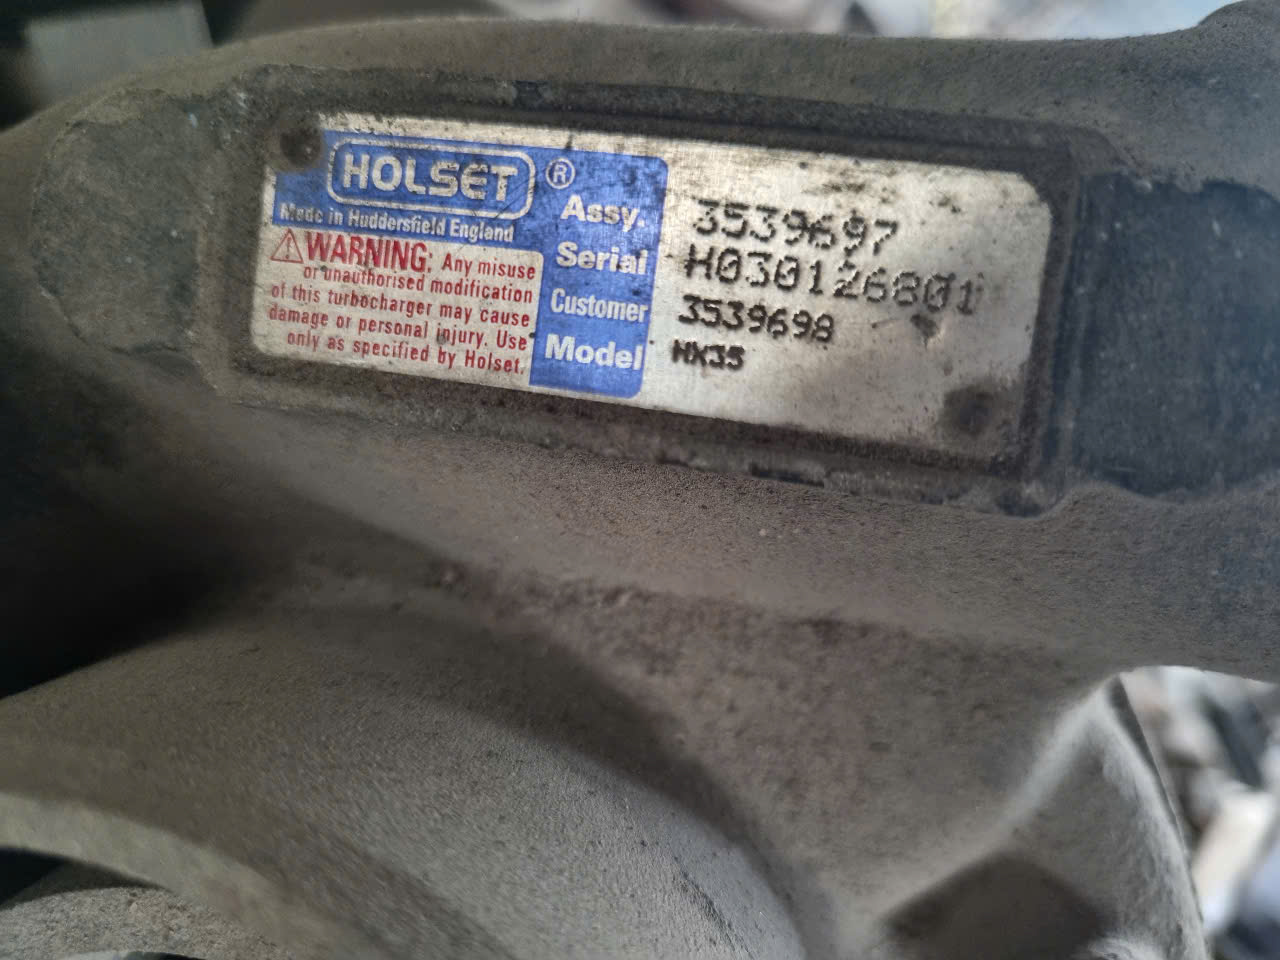 HOLSET ®
Made in Huddersfield England
⚠ WARNING: Any misuse
or unauthorised modification
of this turbocharger may cause
damage or personal injury. Use
only as specified by Holset.
Assy. 3539697
Serial H030126801
Customer 3539698
Model HX35